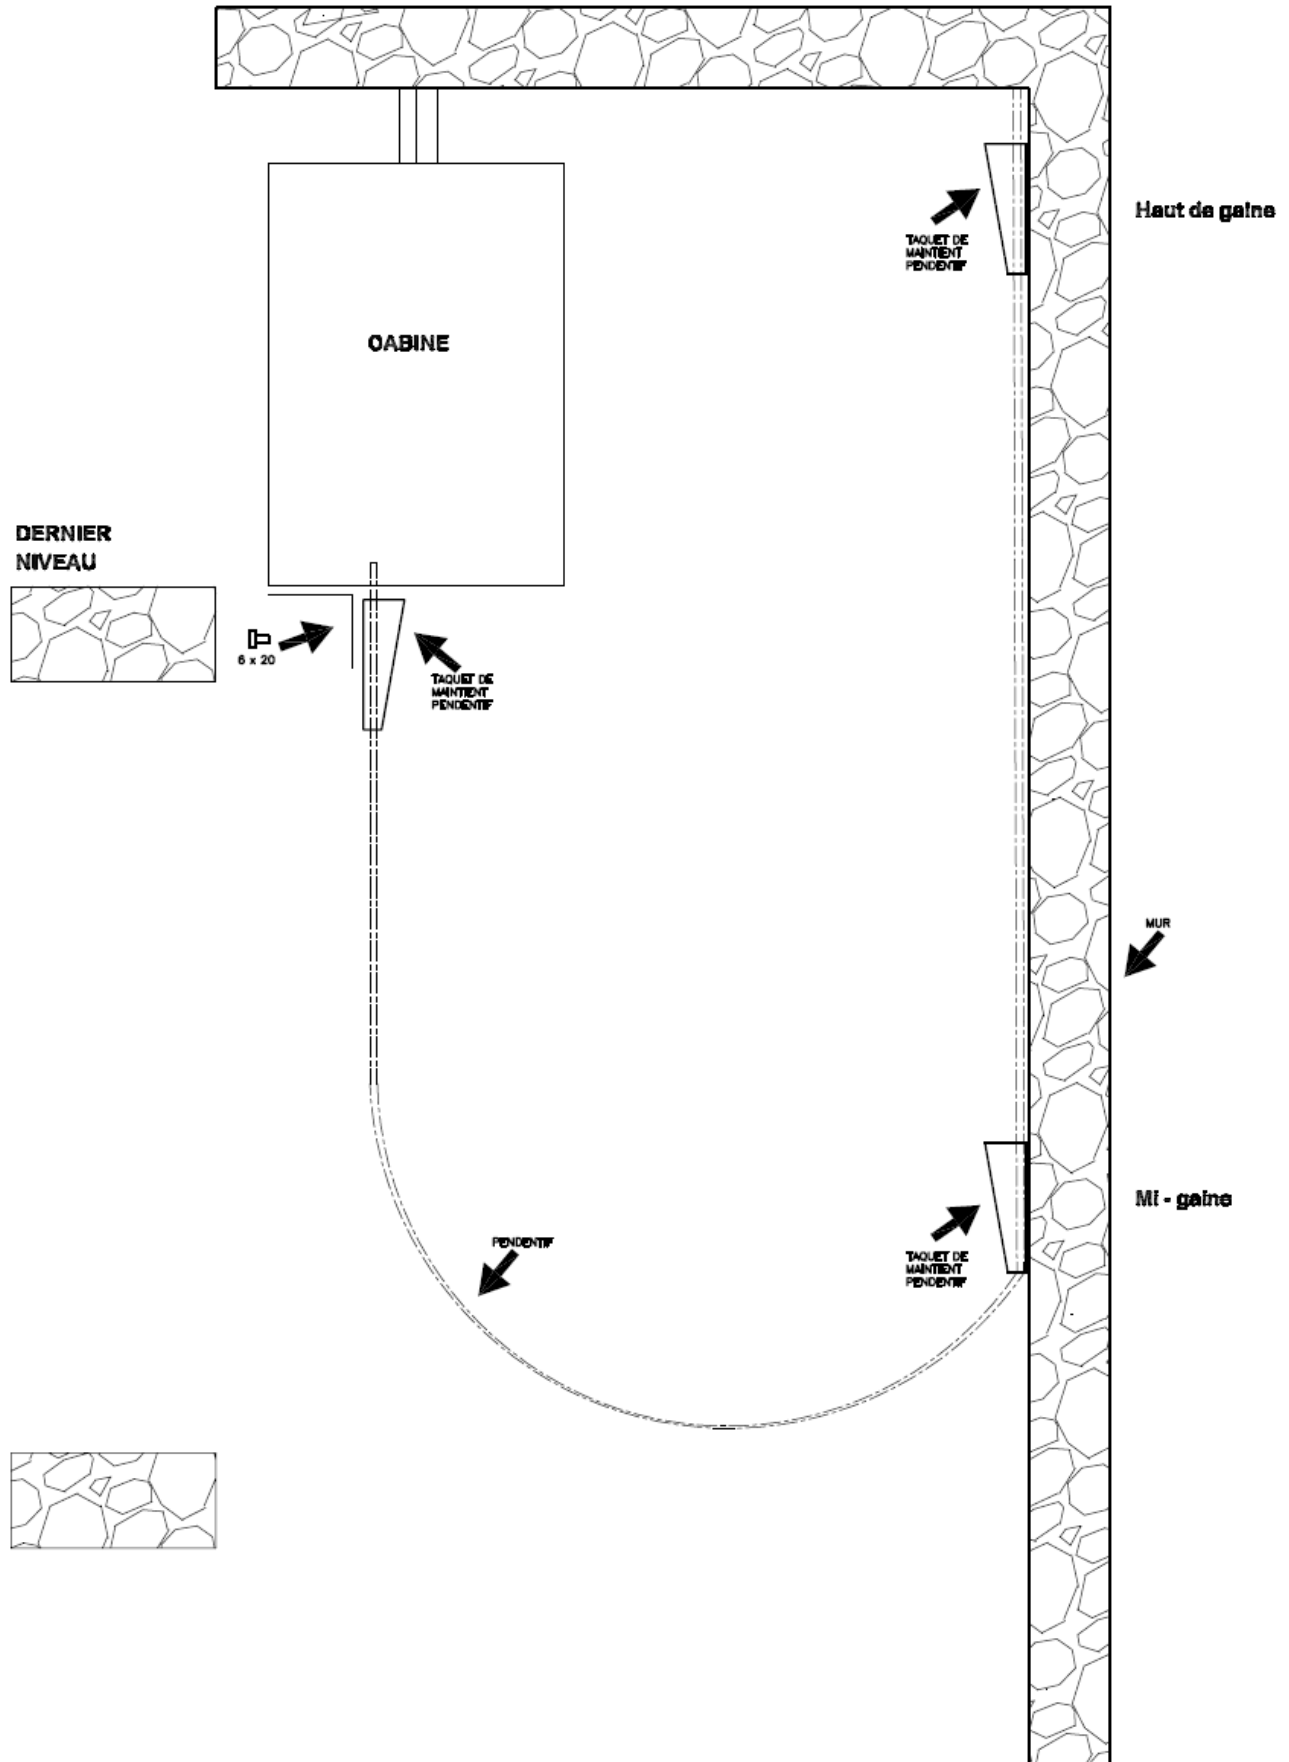 Haut de gaine
TAQUET DE
MAINTIENT
PENDENTIF
CABINE
DERNIER
NIVEAU
6 x 20
TAQUET DE
MAINTIENT
PENDENTIF
MUR
Mi - gaine
PENDENTIF
TAQUET DE
MAINTIENT
PENDENTIF